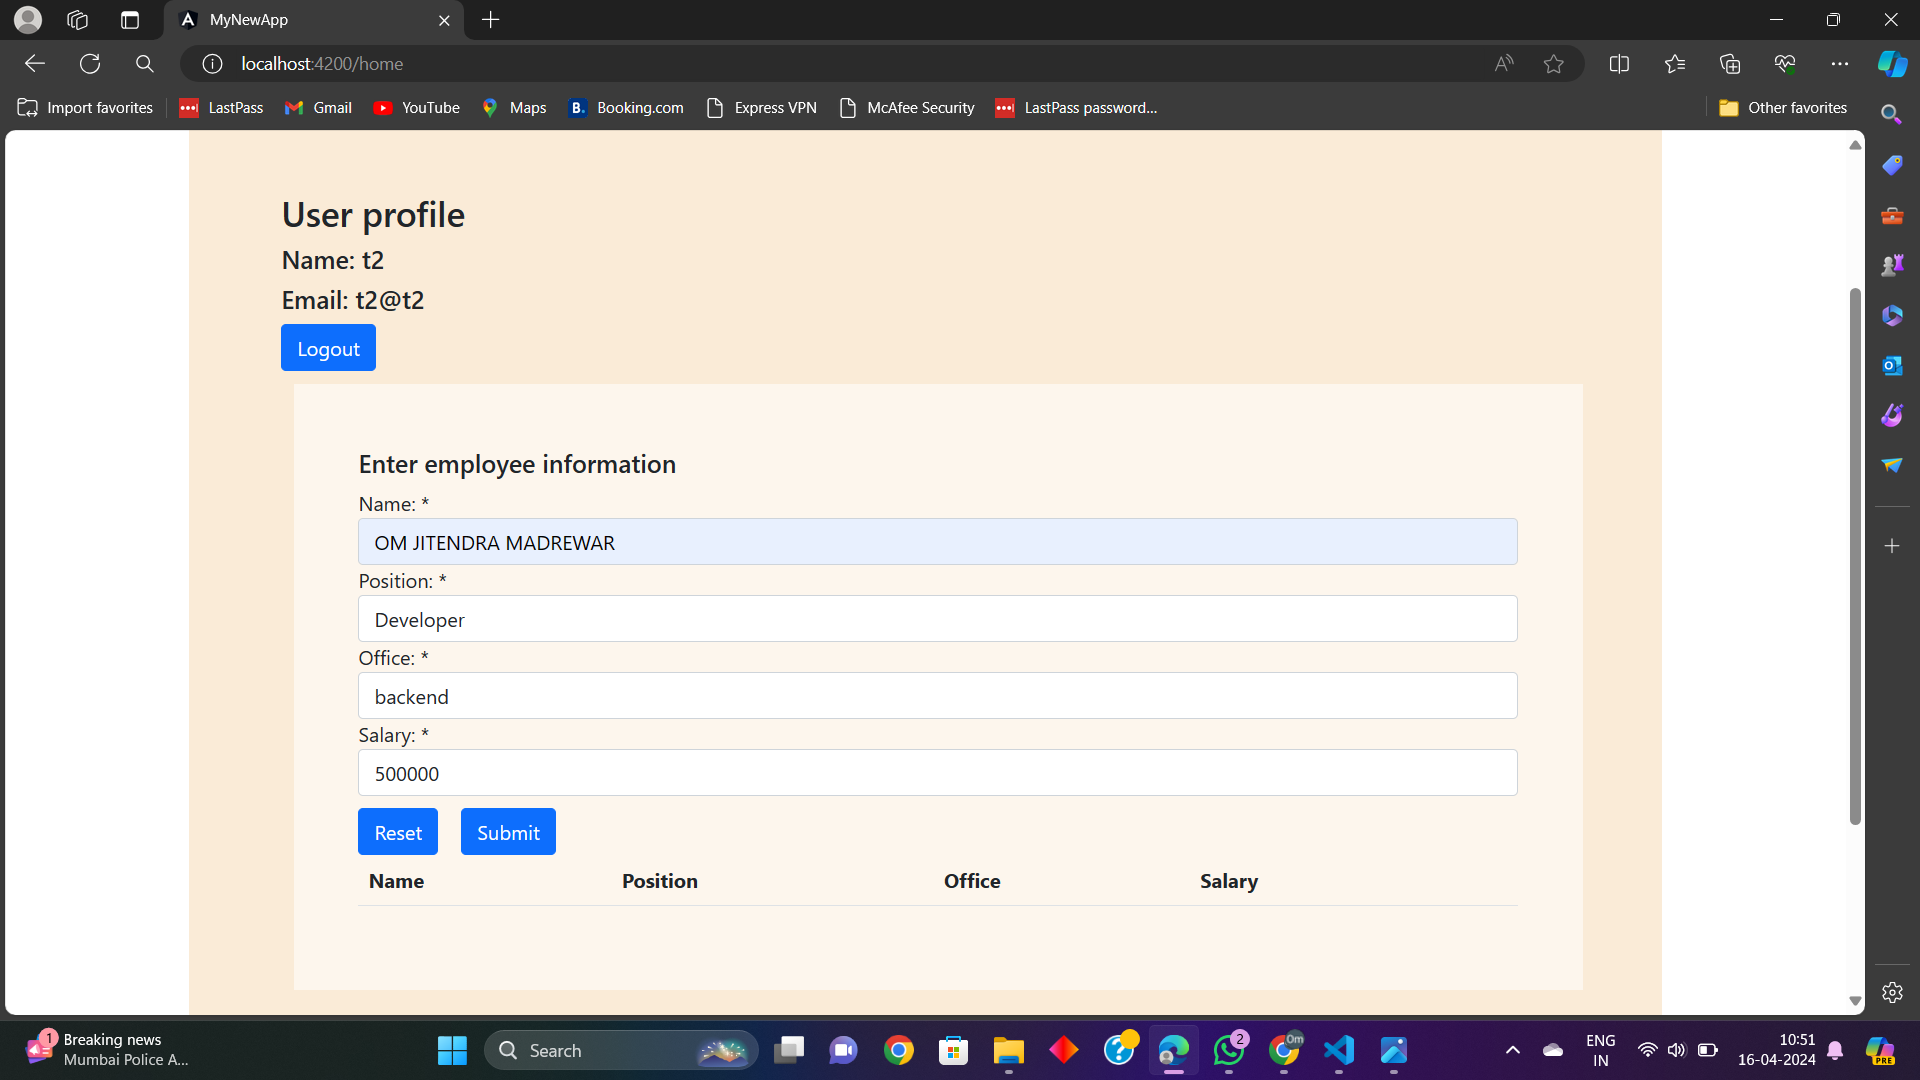 MyNewApp
localhost:4200/home
Import favorites
LastPass
Gmail
YouTube
Maps
B. Booking.com
Express VPN
McAfee Security
LastPass password...
Other favorites
User profile
Name: t2
Email: t2@t2
Logout
Enter employee information
Name: *
OM JITENDRA MADREWAR
Position: *
Developer
Office: *
backend
Salary: *
500000
Reset Submit
Name Position Office Salary
1
Breaking news
Mumbai Police A...
Search
2
Om
ENG
IN
10:51
16-04-2024
PRE